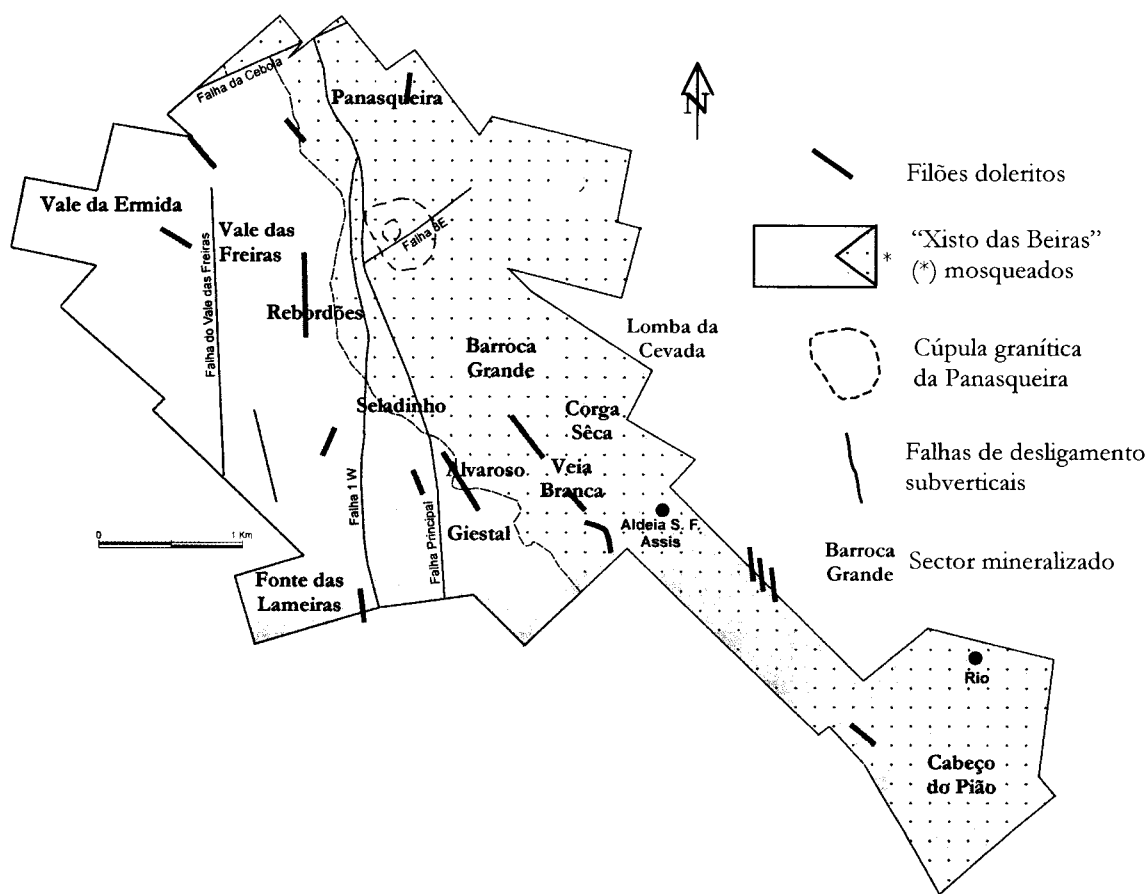 Falha da Ceboia
Panasqueira
N
Filões doleritos
Vale da Ermida
Vale das
Freiras
Falha 8E
"Xisto das Beiras"
(*) mosqueados
*
Falha do Vale das Freiras
Rebordões
Barroca
Grande
Lomba da
Cevada
Cúpula granítica
da Panasqueira
Seladinho
Corga
Sêca
Alvaroso
Veia
Branca
Falhas de desligamento
subverticais
Falha 1 W
Falha Principal
Giestal
Aldeia S. F.
Assis
0
1 Km
Barroca
Grande
Sector mineralizado
Fonte das
Lameiras
Rio
Cabeço
do Pião